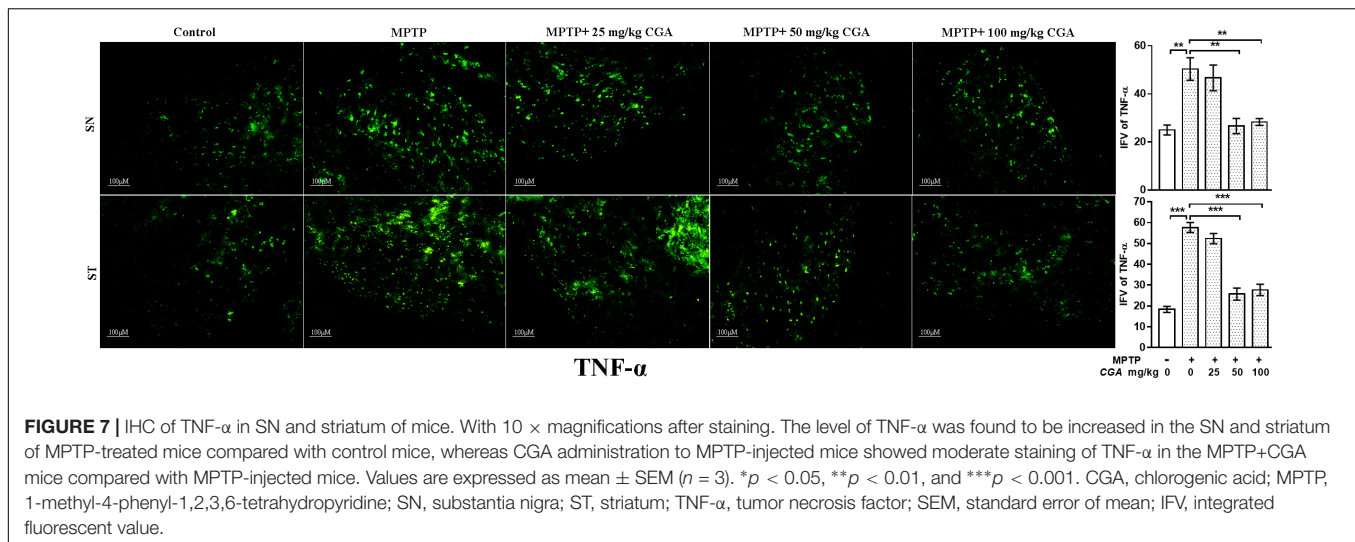 Control MPTP MPTP+ 25 mg/kg CGA MPTP+ 50 mg/kg CGA MPTP+ 100 mg/kg CGA
SN
100μM 100μM 100μM 100μM 100μM
ST
100μM 100μM 100μM 100μM 100μM
TNF-α
** ** **
IFV of TNF-α
60
40
20
0
*** *** ***
IFV of TNF-α
70
60
50
40
30
20
10
0
MPTP - + + + +
CGA mg/kg 0 0 25 50 100
FIGURE 7 | IHC of TNF-α in SN and striatum of mice. With 10 × magnifications after staining. The level of TNF-α was found to be increased in the SN and striatum
of MPTP-treated mice compared with control mice, whereas CGA administration to MPTP-injected mice showed moderate staining of TNF-α in the MPTP+CGA
mice compared with MPTP-injected mice. Values are expressed as mean ± SEM (n = 3). *p < 0.05, **p < 0.01, and ***p < 0.001. CGA, chlorogenic acid; MPTP,
1-methyl-4-phenyl-1,2,3,6-tetrahydropyridine; SN, substantia nigra; ST, striatum; TNF-α, tumor necrosis factor; SEM, standard error of mean; IFV, integrated
fluorescent value.